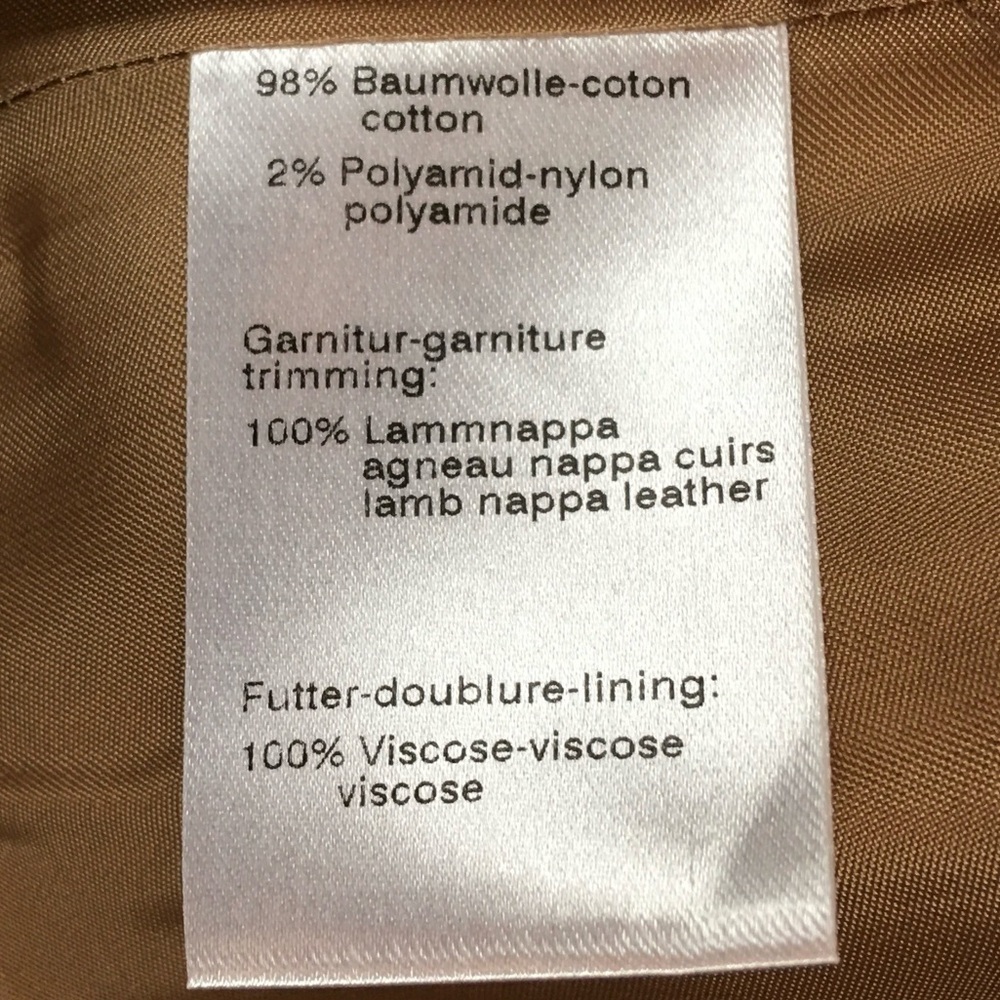 98% Baumwolle-coton
cotton
2% Polyamid-nylon
polyamide
Garnitur-garniture
trimming:
100% Lammnappa
agneau nappa cuirs
lamb nappa leather
Futter-doublure-lining:
100% Viscose-viscose
viscose